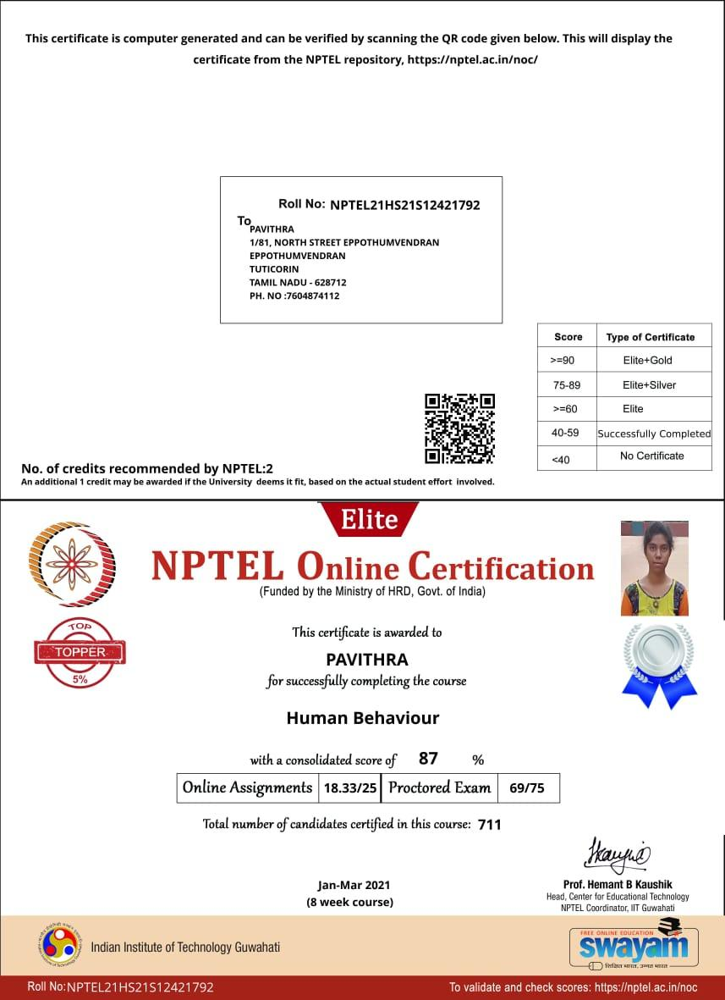 This certificate is computer generated and can be verified by scanning the QR code given below. This will display the
certificate from the NPTEL repository, https://nptel.ac.in/noc/
Roll No: NPTEL21HS21S12421792
To
PAVITHRA
1/81, NORTH STREET EPPOTHUMVENDRAN
EPPOTHUMVENDRAN
TUTICORIN
TAMIL NADU - 628712
PH. NO :7604874112
Score Type of Certificate
>=90 Elite+Gold
75-89 Elite+Silver
>=60 Elite
40-59 Successfully Completed
<40 No Certificate
No. of credits recommended by NPTEL:2
An additional 1 credit may be awarded if the University deems it fit, based on the actual student effort involved.
Elite
NPTEL Online Certification
(Funded by the Ministry of HRD, Govt. of India)
TOP
TOPPER
5%
This certificate is awarded to
PAVITHRA
for successfully completing the course
Human Behaviour
with a consolidated score of 87 %
Online Assignments 18.33/25 Proctored Exam 69/75
Total number of candidates certified in this course: 711
Jan-Mar 2021
(8 week course)
Prof. Hemant B Kaushik
Head, Center for Educational Technology
NPTEL Coordinator, IIT Guwahati
Indian Institute of Technology Guwahati
FREE ONLINE EDUCATION
swayam
शिक्षित भारत, उन्नत भारत
Roll No:NPTEL21HS21S12421792
To validate and check scores: https://nptel.ac.in/noc